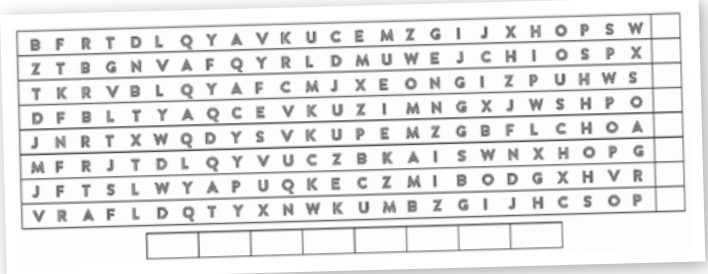 B F R T D L Q Y A V K U C E M Z G I J X H O P S W
Z T B G N V A F Q Y R L D M U W E J C H I O S P X
T K R V B L Q Y A F C M J X E O N G I Z P U H W S
D F B L T Y A Q C E V K U Z I M N G X J W S H P O
J N R T X W Q D Y S V K U P E M Z G B F L C H O A
M F R J T D L Q Y V U C Z B K A I S W N X H O P G
J F T S L W Y A P U Q K E C Z M I B O D G X H V R
V R A F L D Q T Y X N W K U M B Z G I J H C S O P